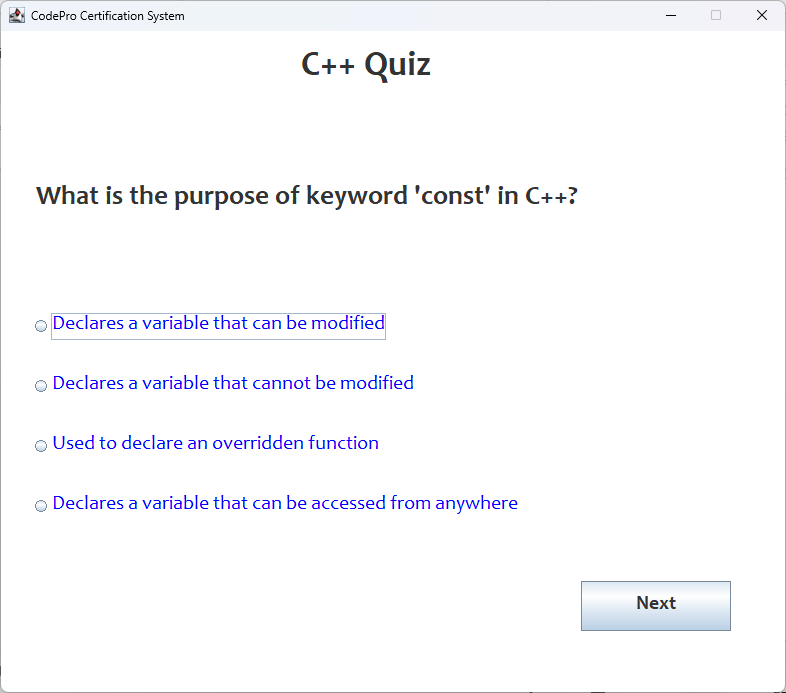 CodePro Certification System
C++ Quiz
What is the purpose of keyword 'const' in C++?
Declares a variable that can be modified
Declares a variable that cannot be modified
Used to declare an overridden function
Declares a variable that can be accessed from anywhere
Next